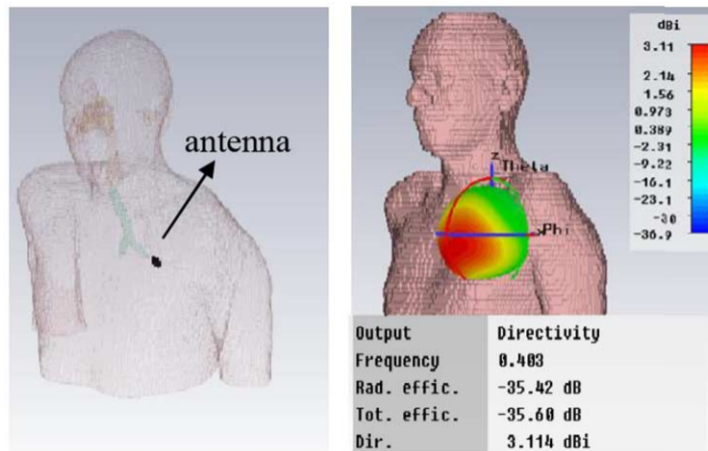 antenna
z
Theta
x
Phi
dBi
3.11
2.14
1.56
0.973
0.389
-2.31
-9.22
-16.1
-23.1
-30
-36.9
Output Directivity
Frequency 0.403
Rad. effic. -35.42 dB
Tot. effic. -35.60 dB
Dir. 3.114 dBi